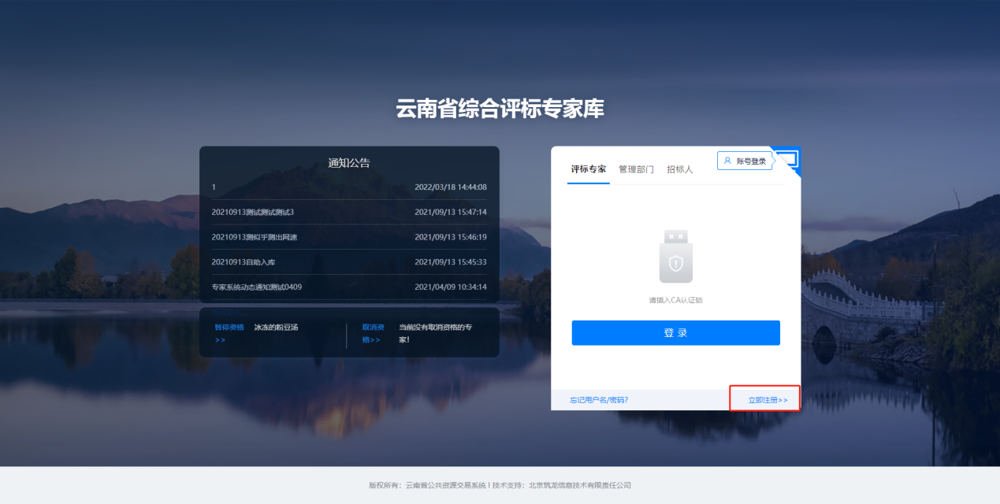 云南省综合评标专家库
通知公告
1 2022/03/18 14:44:08
20210913测试测试测试3 2021/09/13 15:47:14
20210913测似乎测出网速 2021/09/13 15:46:19
20210913自助入库 2021/09/13 15:45:33
专家系统动态通知测试0409 2021/04/09 10:34:14
暂停资格 冰冻的粉豆汤
>>
取消资 当前没有取消资格的专
格>> 家!
评标专家 管理部门 招标人 账号登录
请插入CA认证锁
登 录
忘记用户名/密码? 立即注册>>
版权所有：云南省公共资源交易系统 | 技术支持：北京筑龙信息技术有限责任公司